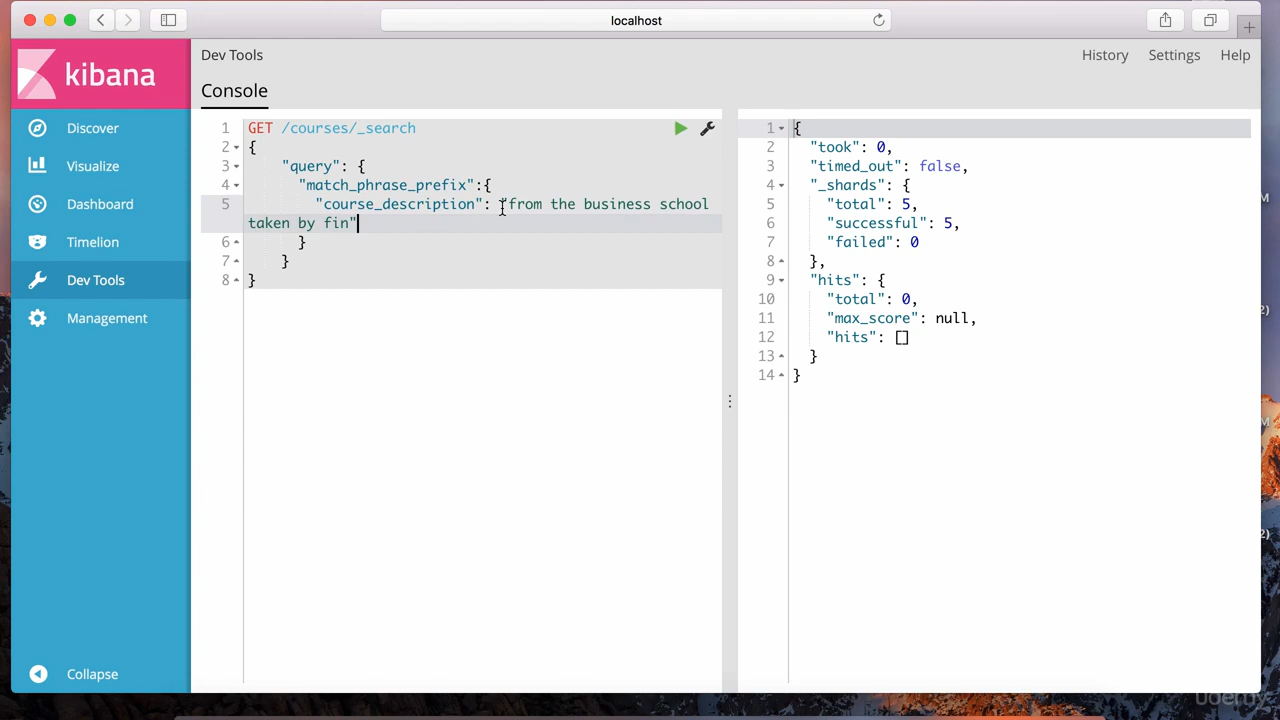 localhost
kibana
Dev Tools
History Settings Help
Console
Discover
Visualize
Dashboard
Timelion
Dev Tools
Management
Collapse
1 GET /courses/_search
2 {
3 "query": {
4 "match_phrase_prefix":{
5 "course_description": "from the business school
taken by fin"
6 }
7 }
8 }
1 {
2 "took": 0,
3 "timed_out": false,
4 "_shards": {
5 "total": 5,
6 "successful": 5,
7 "failed": 0
8 },
9 "hits": {
10 "total": 0,
11 "max_score": null,
12 "hits": []
13 }
14 }
udemy